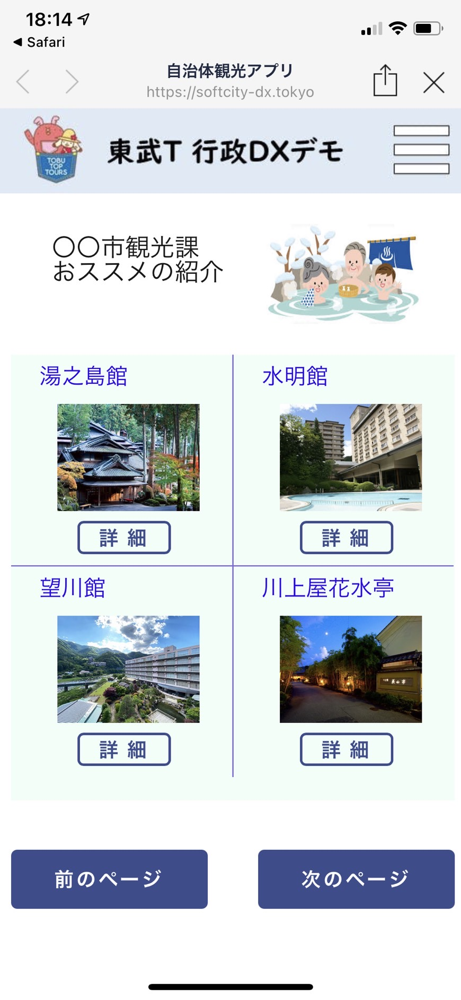 18:14
◀ Safari
自治体観光アプリ
https://softcity-dx.tokyo
TOBU
TOP
TOURS
東武T 行政DXデモ
〇〇市観光課
おススメの紹介
湯之島館
水明館
詳細
詳細
望川館
川上屋花水亭
詳細
詳細
前のページ
次のページ